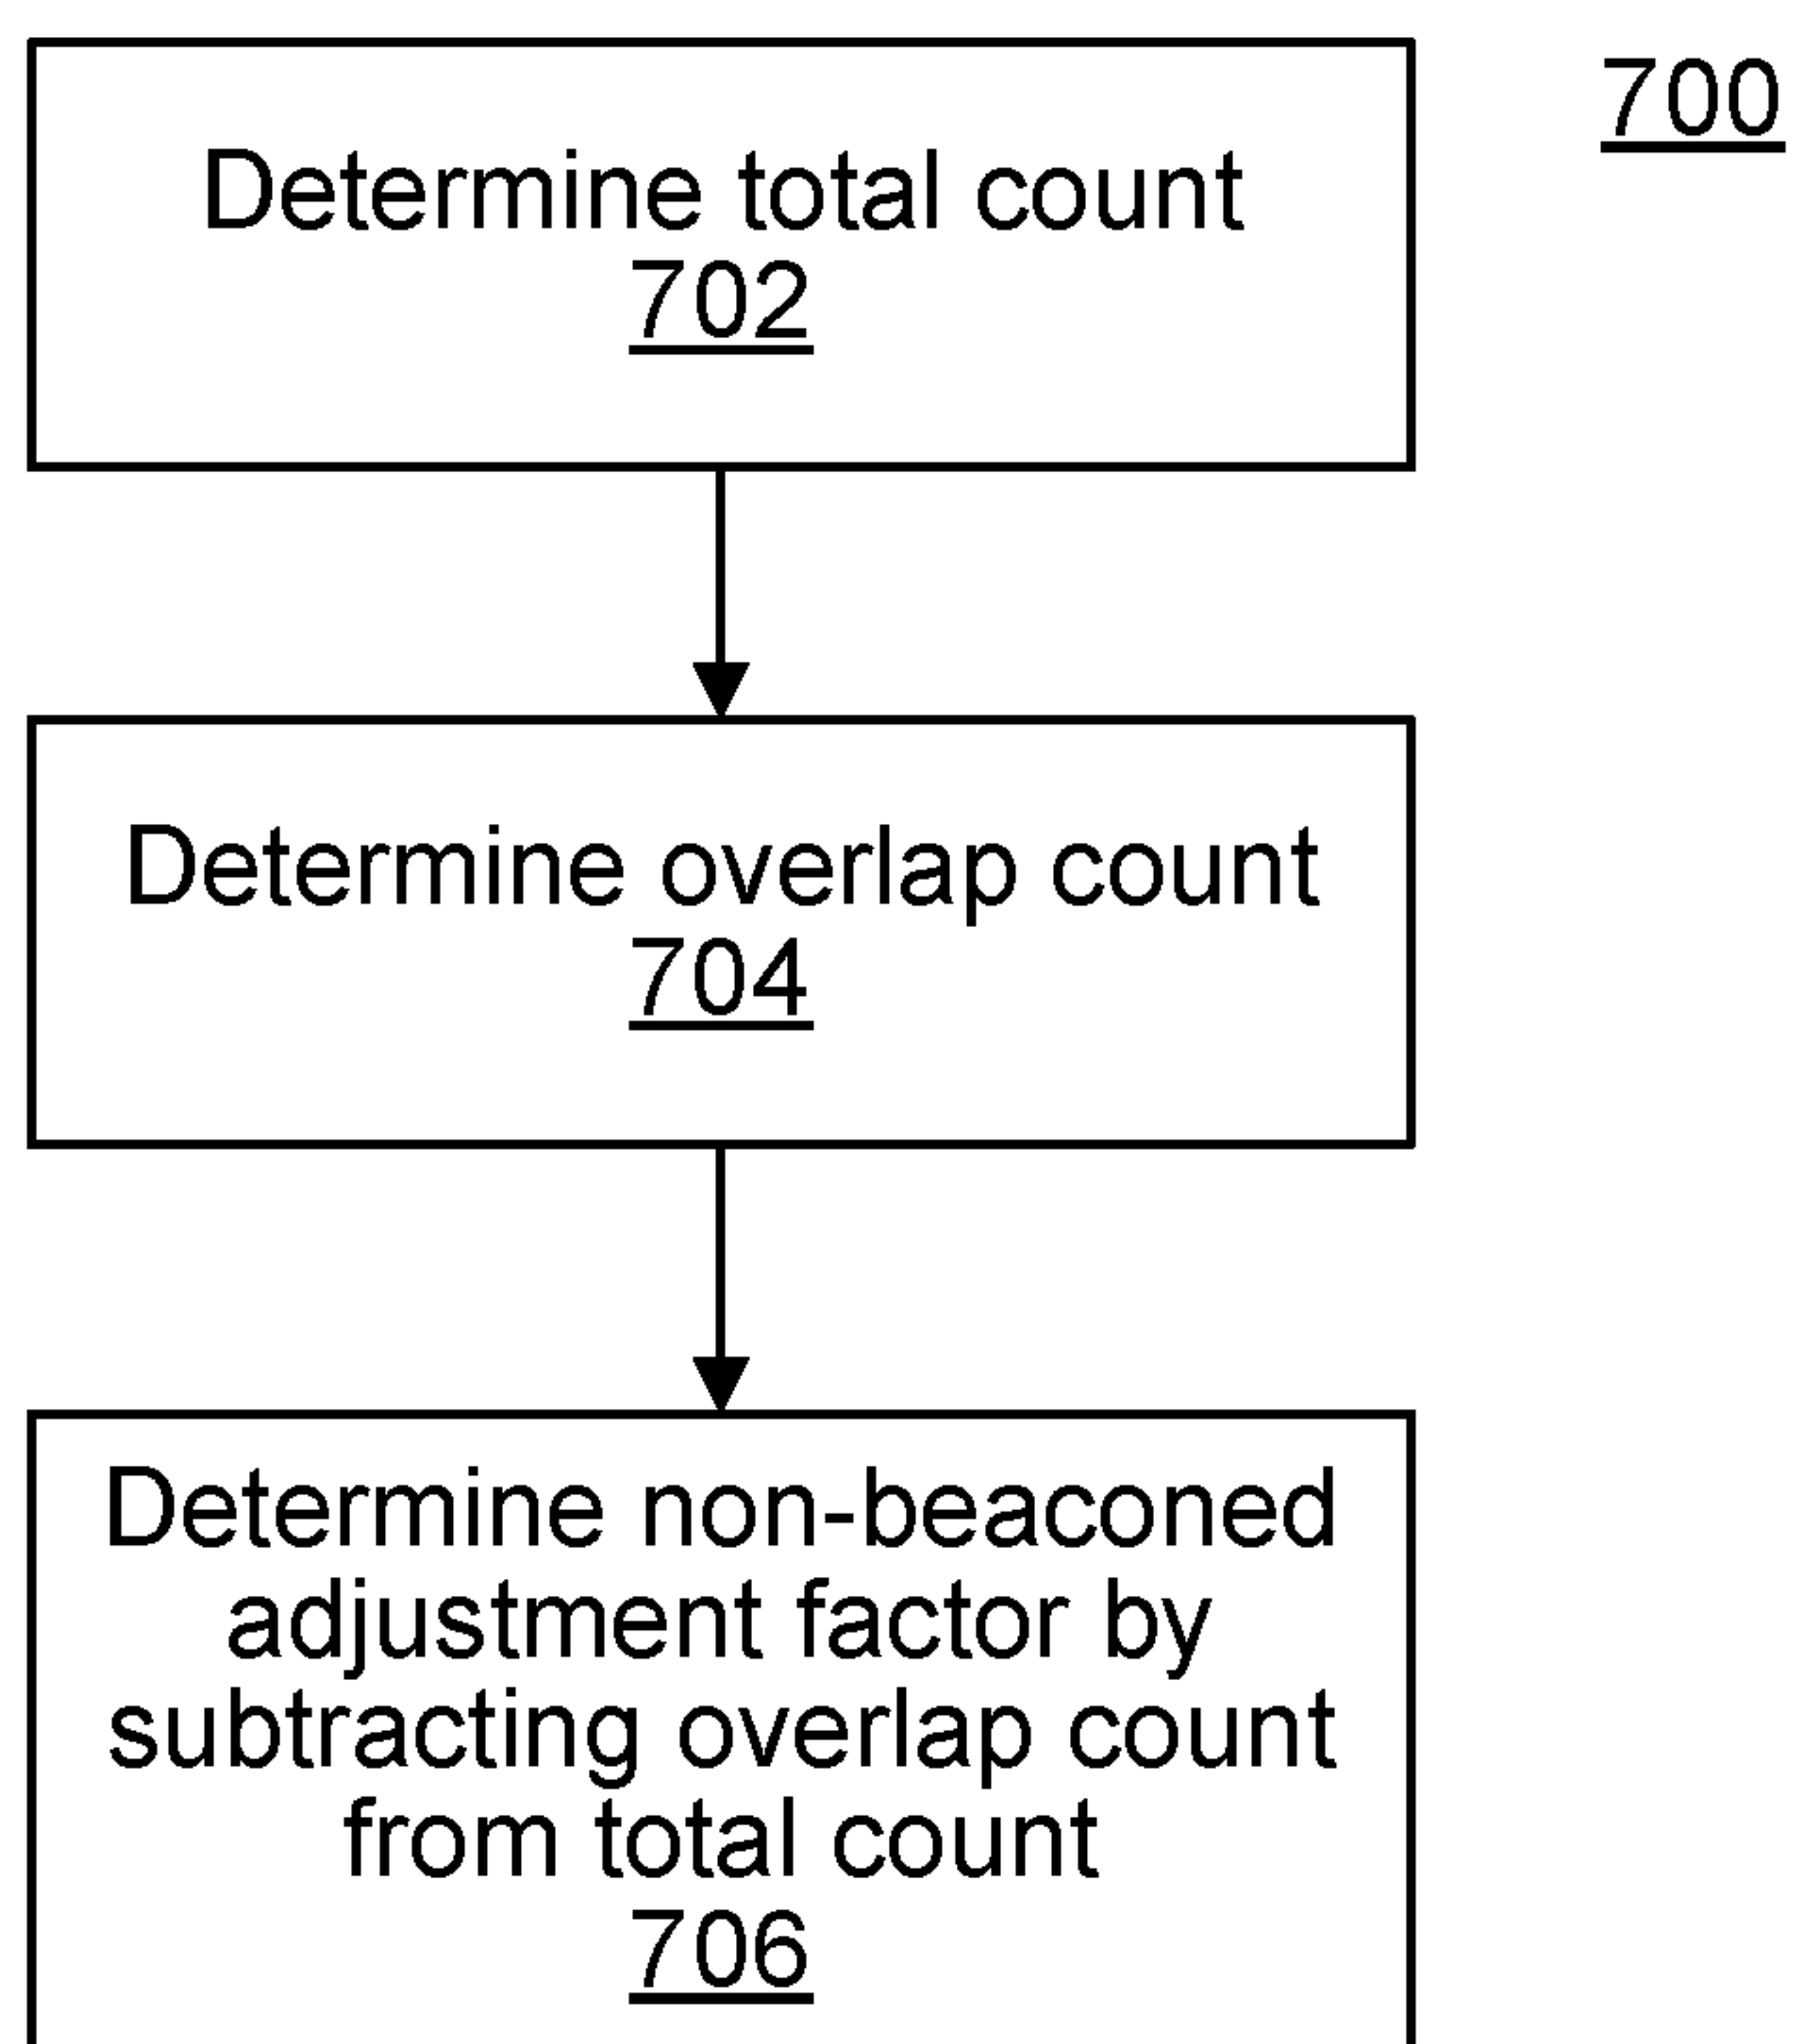 700
Determine total count
702
Determine overlap count
704
Determine non-beaconed
adjustment factor by
subtracting overlap count
from total count
706